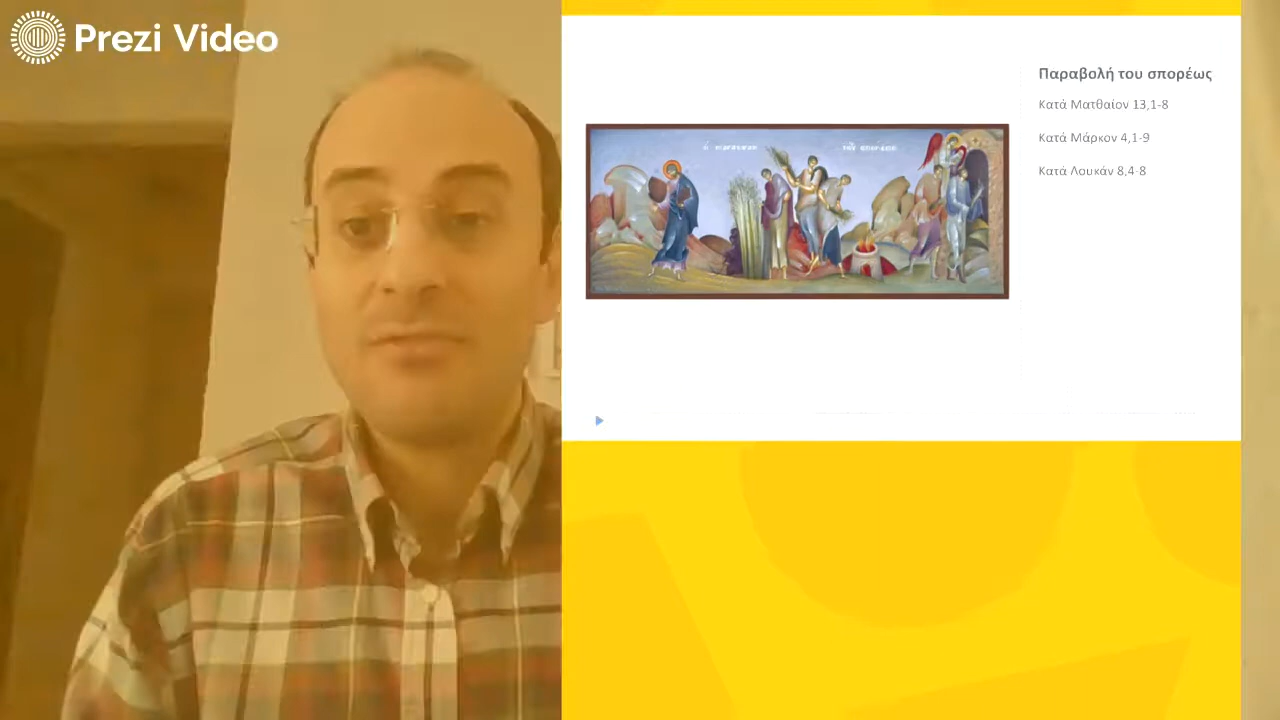 Prezi Video
Παραβολή του σπορέως
Κατά Ματθαίον 13,1-8
Κατά Μάρκον 4,1-9
Κατά Λουκάν 8,4-8